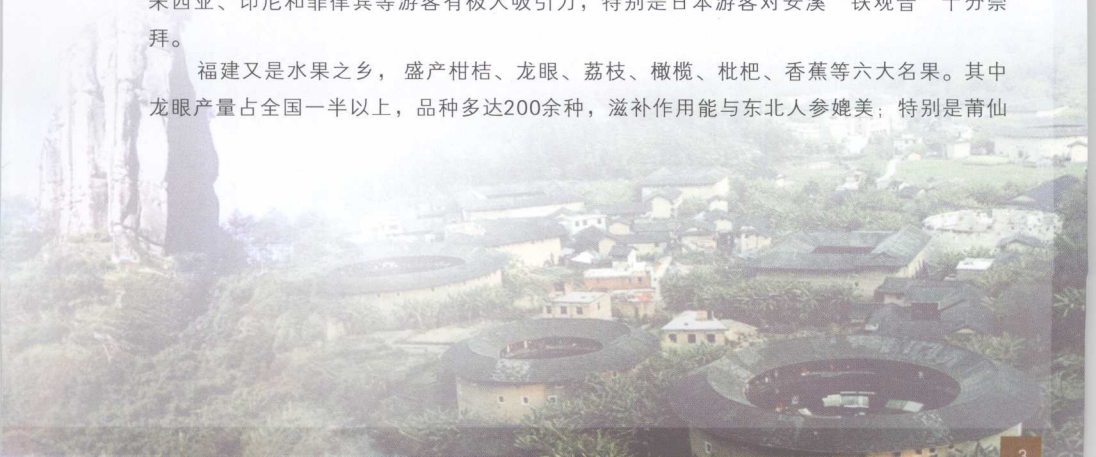 来西亚、印尼和菲律宾等游客有极大吸引力，特别是日本游客对安溪“铁观音”十分崇
拜。
福建又是水果之乡，盛产柑桔、龙眼、荔枝、橄榄、枇杷、香蕉等六大名果。其中
龙眼产量占全国一半以上，品种多达200余种，滋补作用能与东北人参媲美；特别是莆仙
3